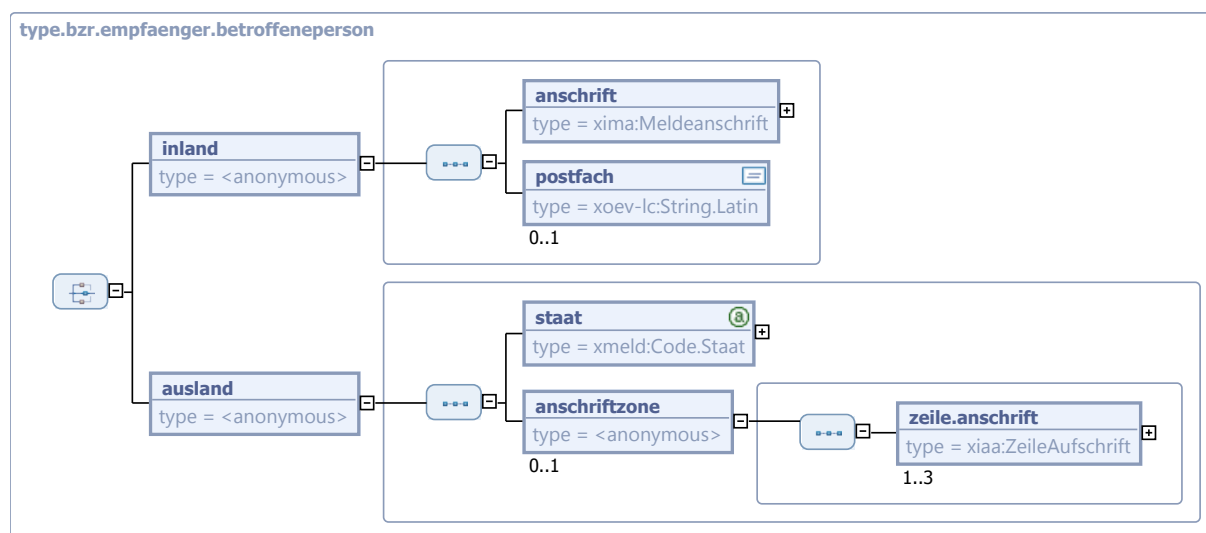 type.bzr.empfaenger.betroffeneperson
anschrift
type = xima:Meldeanschrift
inland
type = <anonymous>
postfach
type = xoev-lc:String.Latin
0..1
staat
a
type = xmeld:Code.Staat
ausland
type = <anonymous>
anschriftzone
type = <anonymous>
0..1
zeile.anschrift
type = xiaa:ZeileAufschrift
1..3